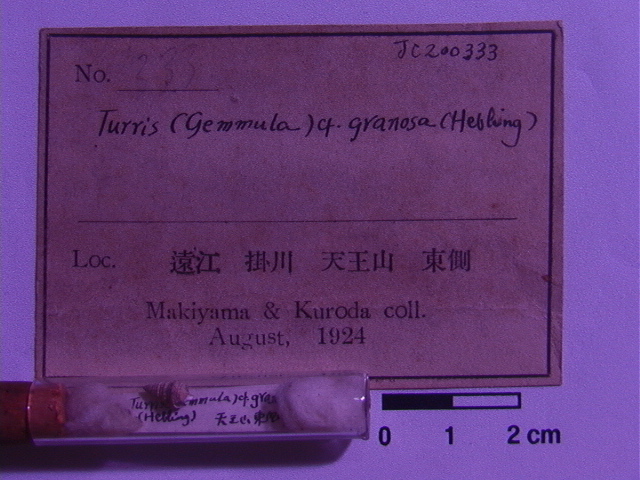 JC200333
No.
Turris (Gemmula) cf. granosa (Helbling)
Loc. 遠江 掛川 天王山 東側
Makiyama & Kuroda coll.
August, 1924
(Helbling) 天王山東側
0 1 2 cm